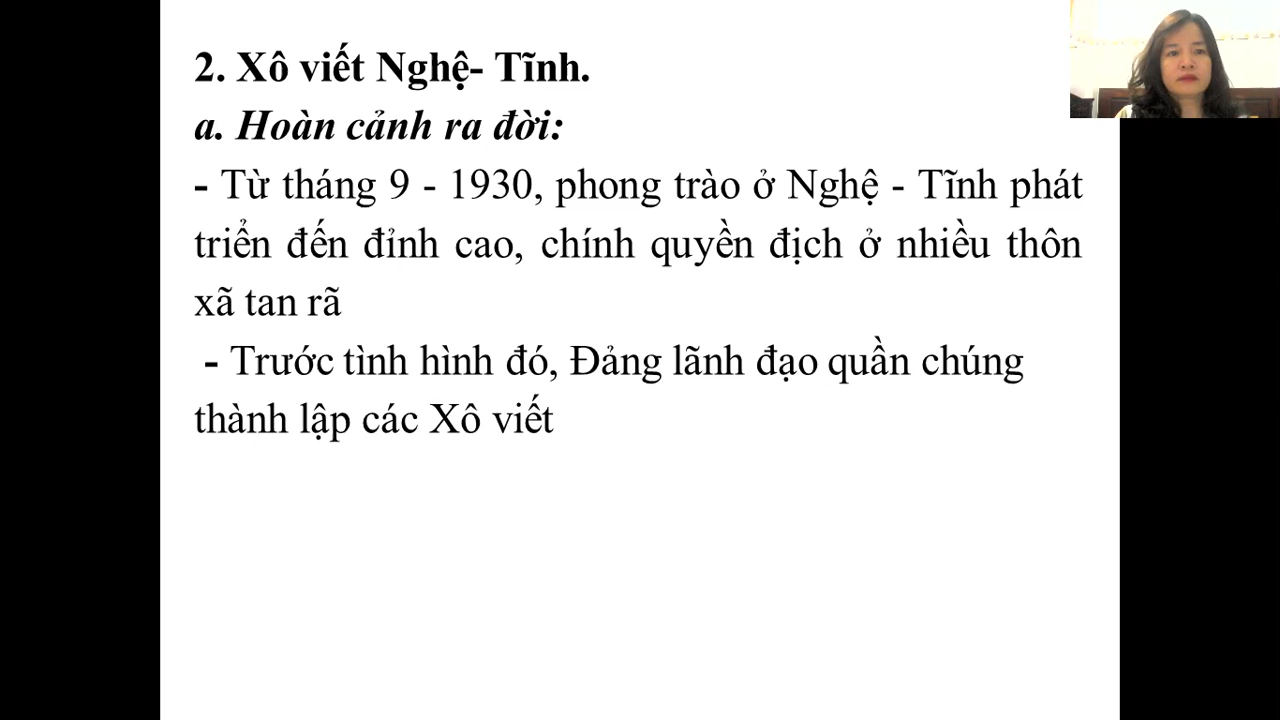 2. Xô viết Nghệ- Tĩnh.
a. Hoàn cảnh ra đời:
- Từ tháng 9 - 1930, phong trào ở Nghệ - Tĩnh phát
triển đến đỉnh cao, chính quyền địch ở nhiều thôn
xã tan rã
- Trước tình hình đó, Đảng lãnh đạo quần chúng
thành lập các Xô viết